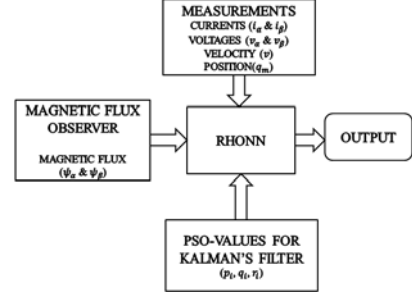 MEASUREMENTS
CURRENTS (iα & iβ)
VOLTAGES (vα & vβ)
VELOCITY (v)
POSITION(qm)
MAGNETIC FLUX
OBSERVER
MAGNETIC FLUX
(ψα & ψβ)
RHONN
OUTPUT
PSO-VALUES FOR
KALMAN'S FILTER
(pi, qi, ri)